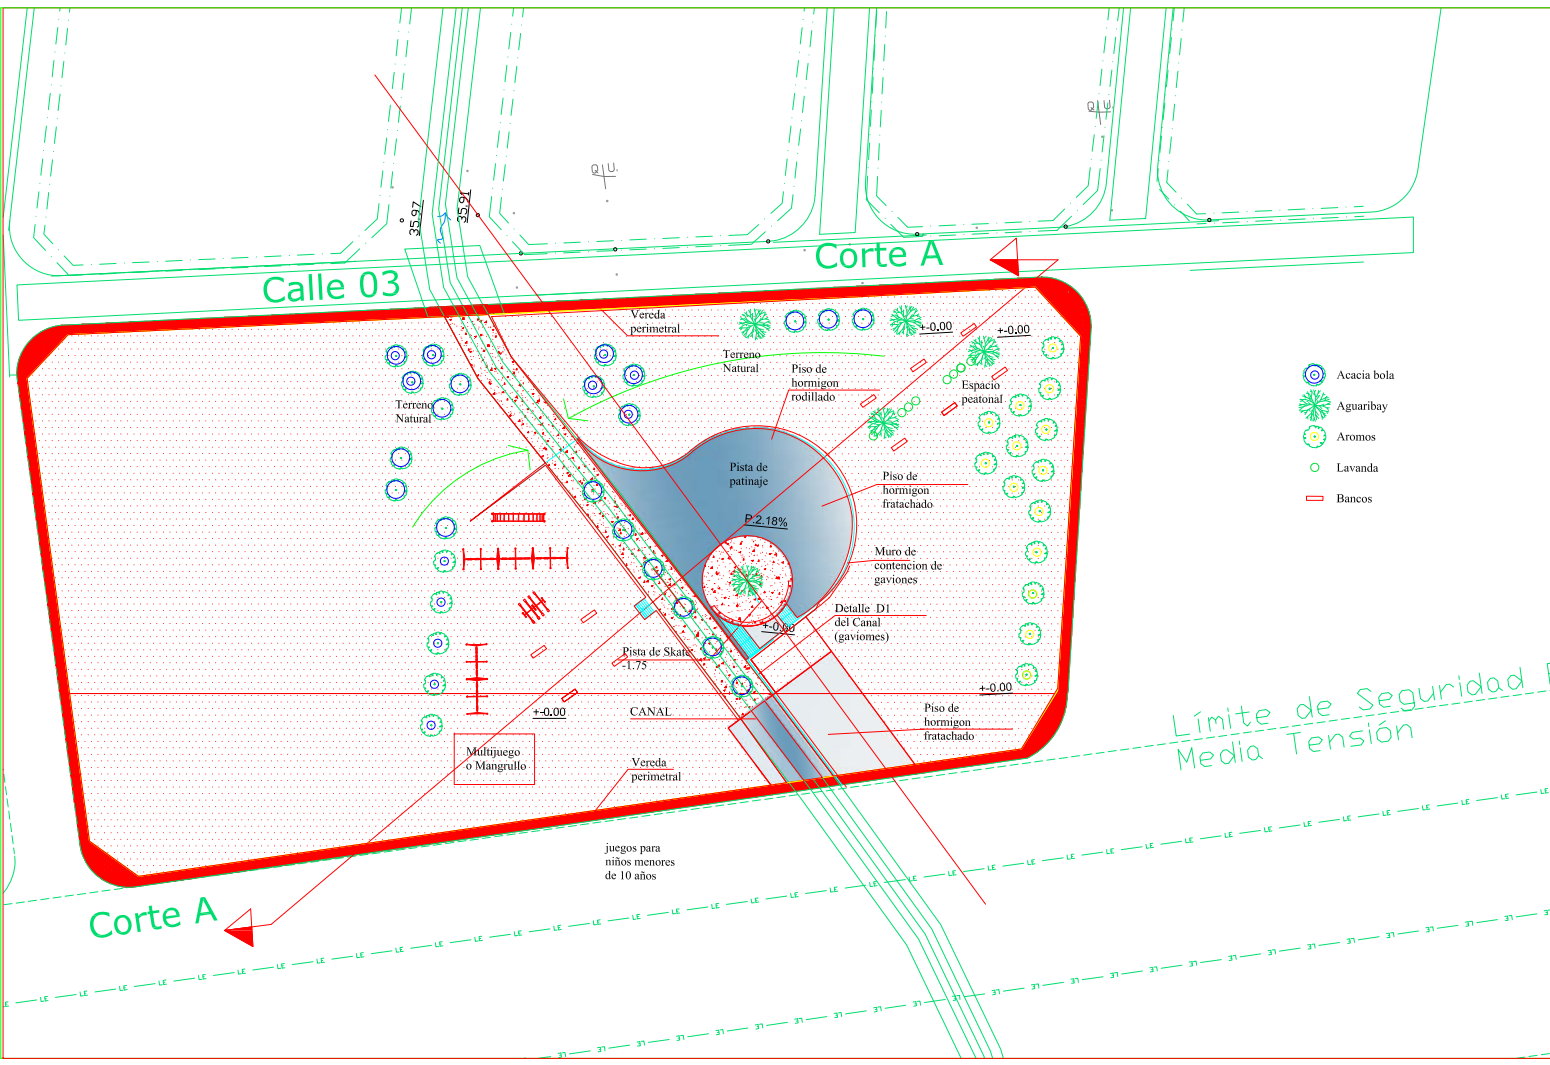 Q U.
Q U.
35.97
35.91
Corte A
Calle 03
Vereda
perimetral
+-0.00
+-0.00
Terreno
Natural
Piso de
hormigon
rodillado
Espacio
peatonal
Terreno
Natural
Acacia bola
Aguaribay
Aromos
Lavanda
Bancos
Pista de
patinaje
Piso de
hormigon
fratachado
P.2.18%
Muro de
contencion de
gaviones
Detalle D1
del Canal
(gaviomes)
Pista de Skate
-1.75
+-0.00
+-0.00
CANAL
Piso de
hormigon
fratachado
Límite de Seguridad
Media Tensión
Multijuego
o Mangrullo
Vereda
perimetral
juegos para
niños menores
de 10 años
Corte A